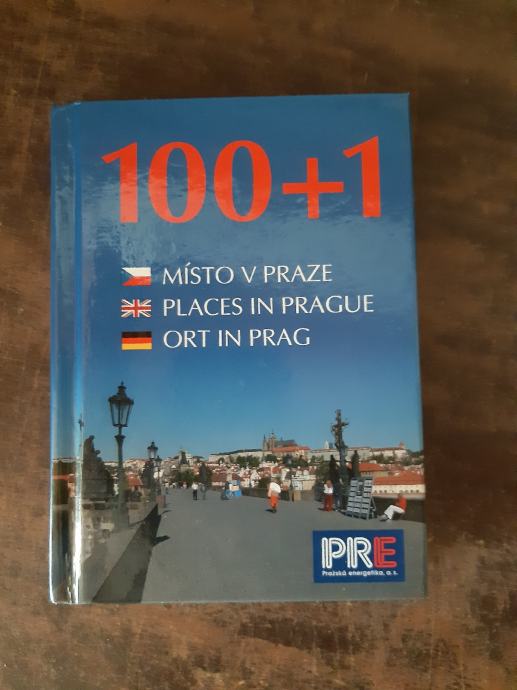 100+1
MÍSTO V PRAZE
PLACES IN PRAGUE
ORT IN PRAG
PRE
Pražská energetika, a. s.